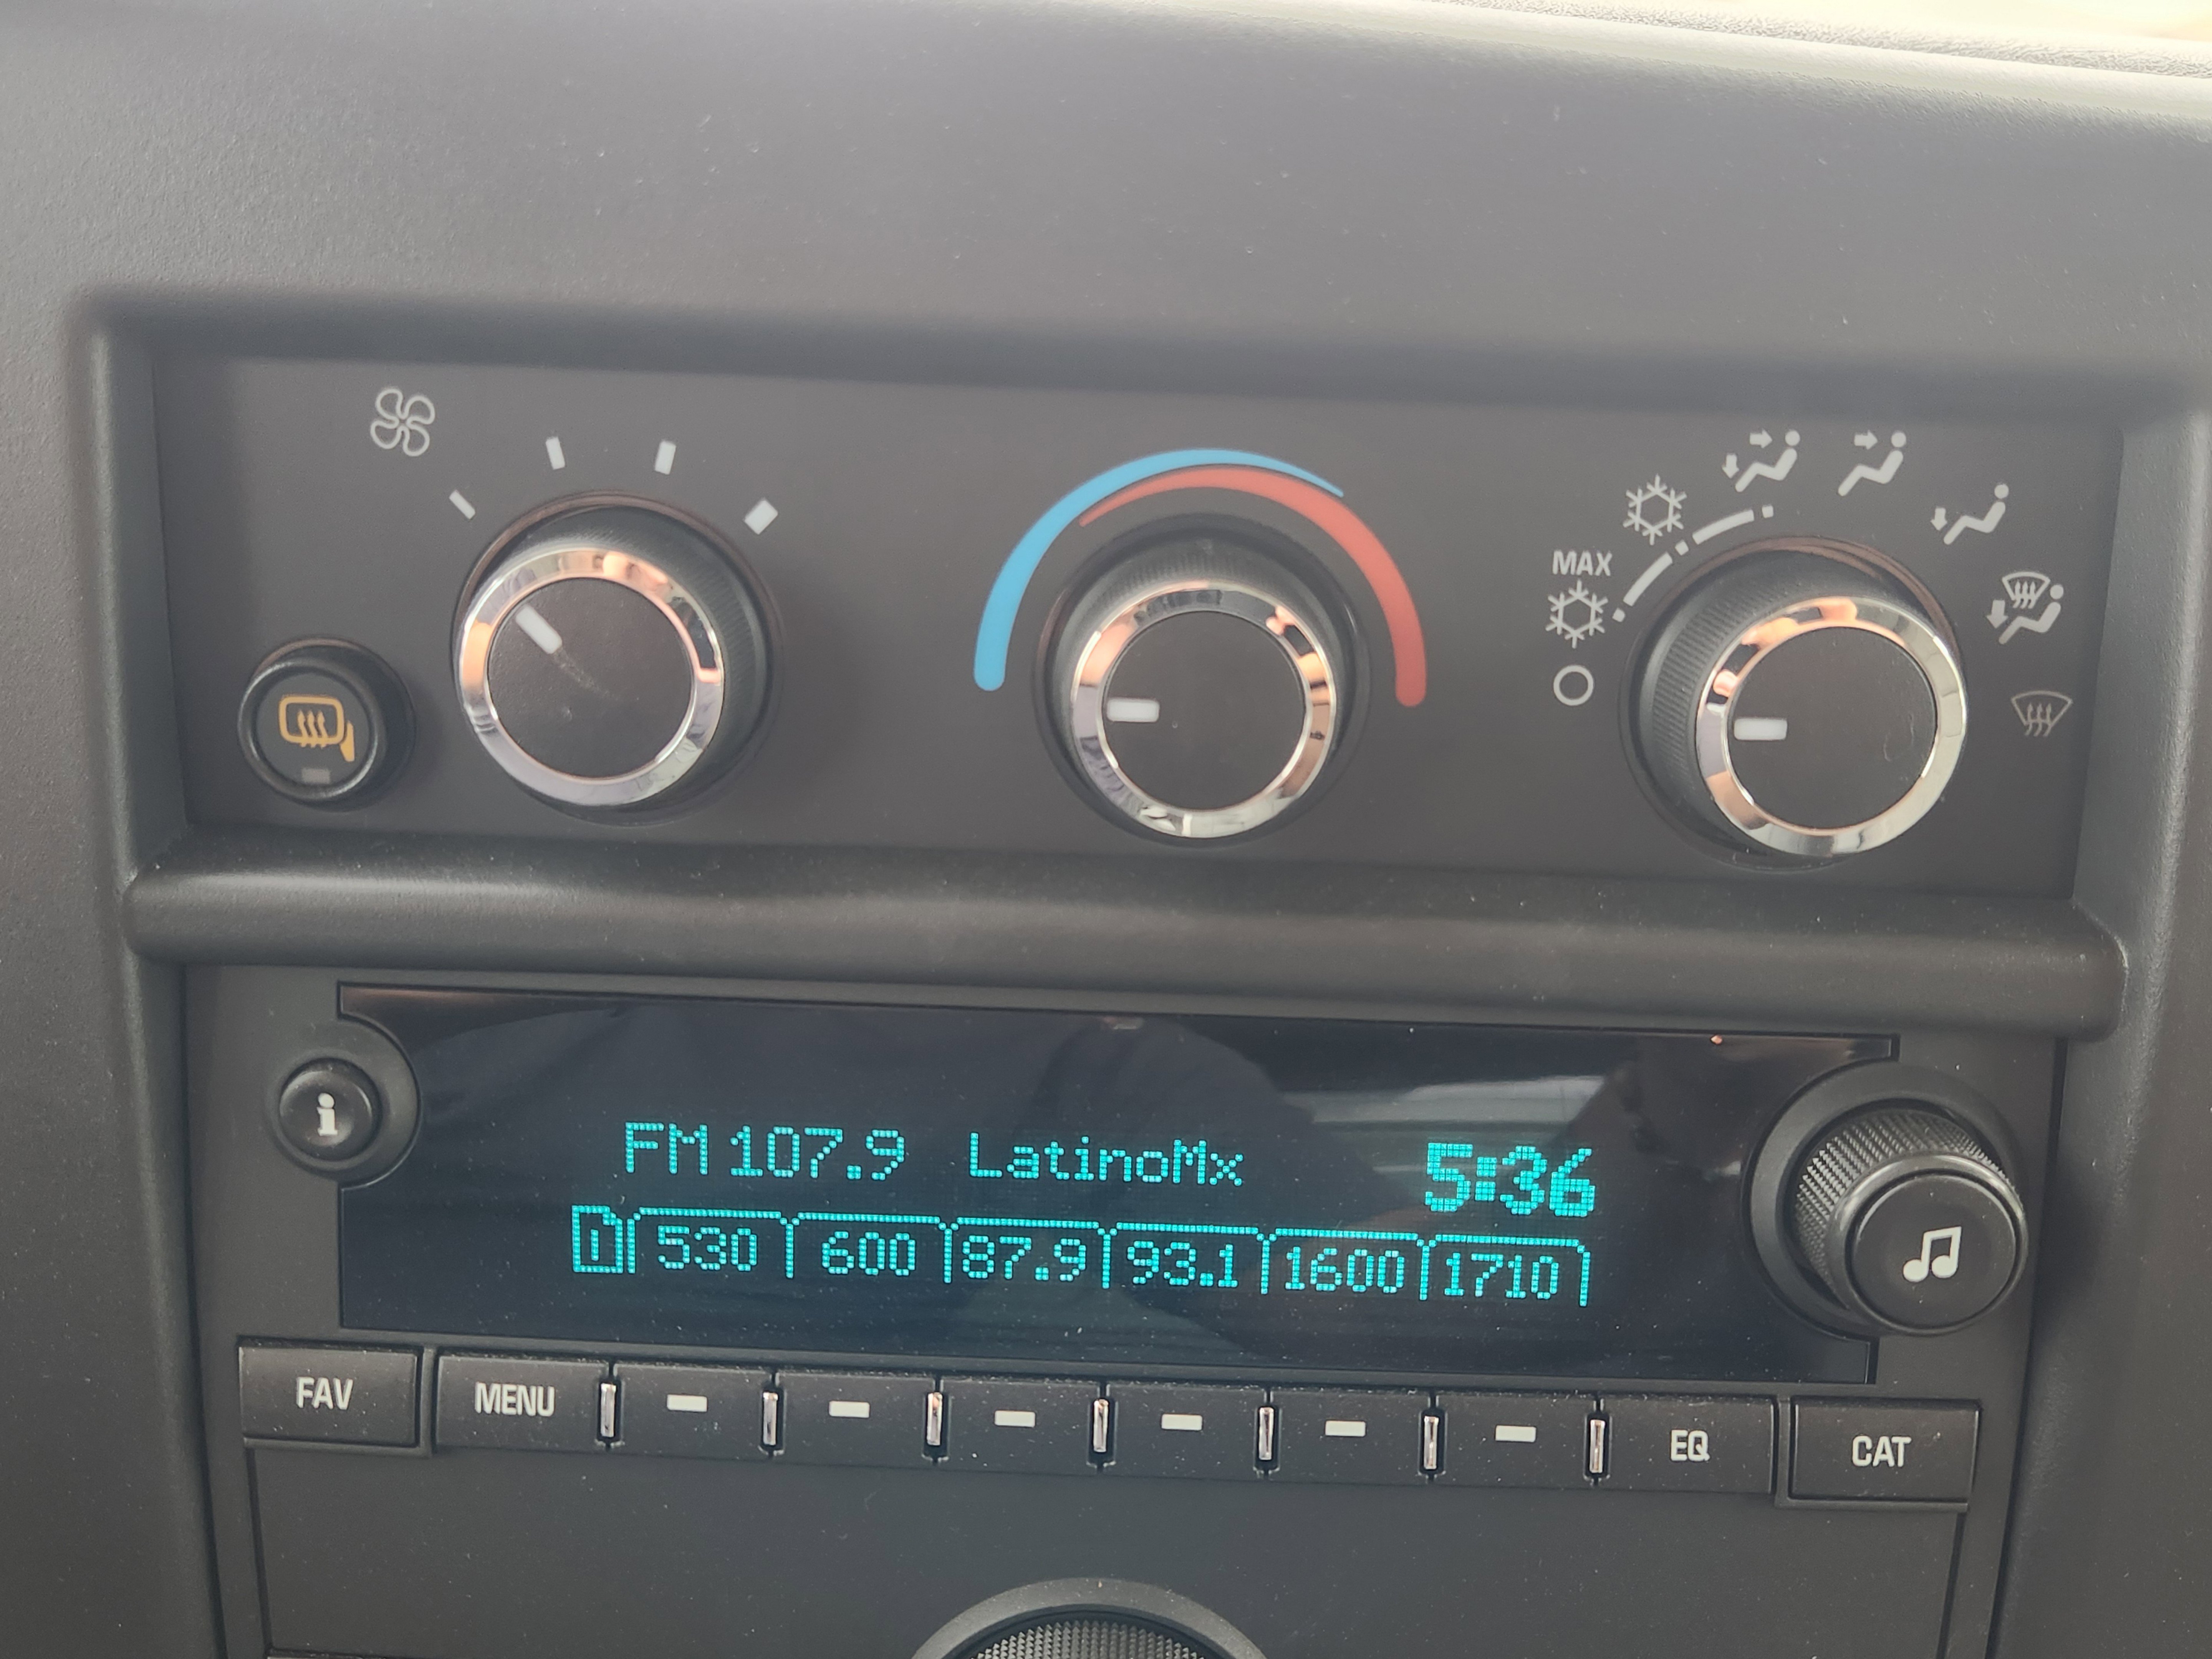 MAX
FM 107.9 LatinoMx 5:36
1 530 600 87.9 93.1 1600 1710
i
FAV MENU EQ CAT